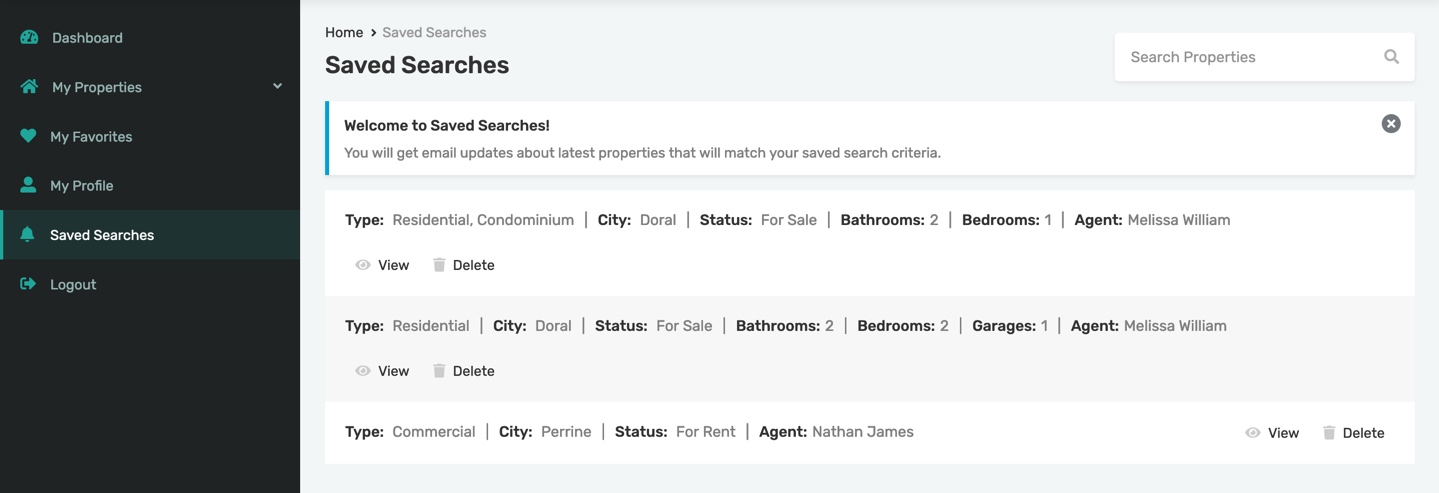 Dashboard
My Properties
My Favorites
My Profile
Saved Searches
Logout
Home > Saved Searches
Saved Searches
Search Properties
Welcome to Saved Searches!
You will get email updates about latest properties that will match your saved search criteria.
Type: Residential, Condominium | City: Doral | Status: For Sale | Bathrooms: 2 | Bedrooms: 1 | Agent: Melissa William
View Delete
Type: Residential | City: Doral | Status: For Sale | Bathrooms: 2 | Bedrooms: 2 | Garages: 1 | Agent: Melissa William
View Delete
Type: Commercial | City: Perrine | Status: For Rent | Agent: Nathan James View Delete